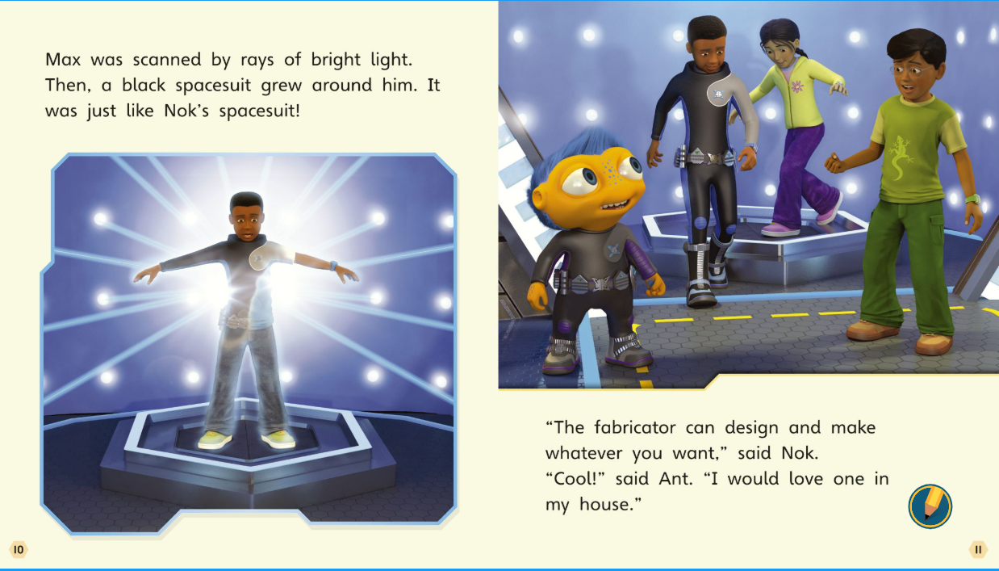 Max was scanned by rays of bright light.
Then, a black spacesuit grew around him. It
was just like Nok’s spacesuit!
“The fabricator can design and make
whatever you want,” said Nok.
“Cool!” said Ant. “I would love one in
my house.”
10
11